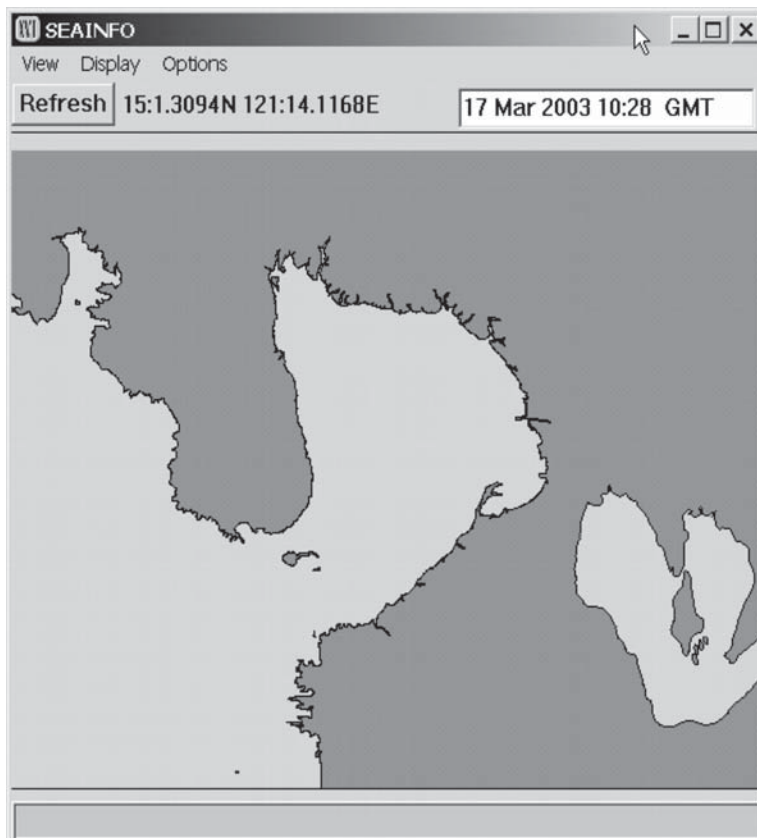 SEAINFO
View Display Options
Refresh 15:1.3094N 121:14.1168E 17 Mar 2003 10:28 GMT